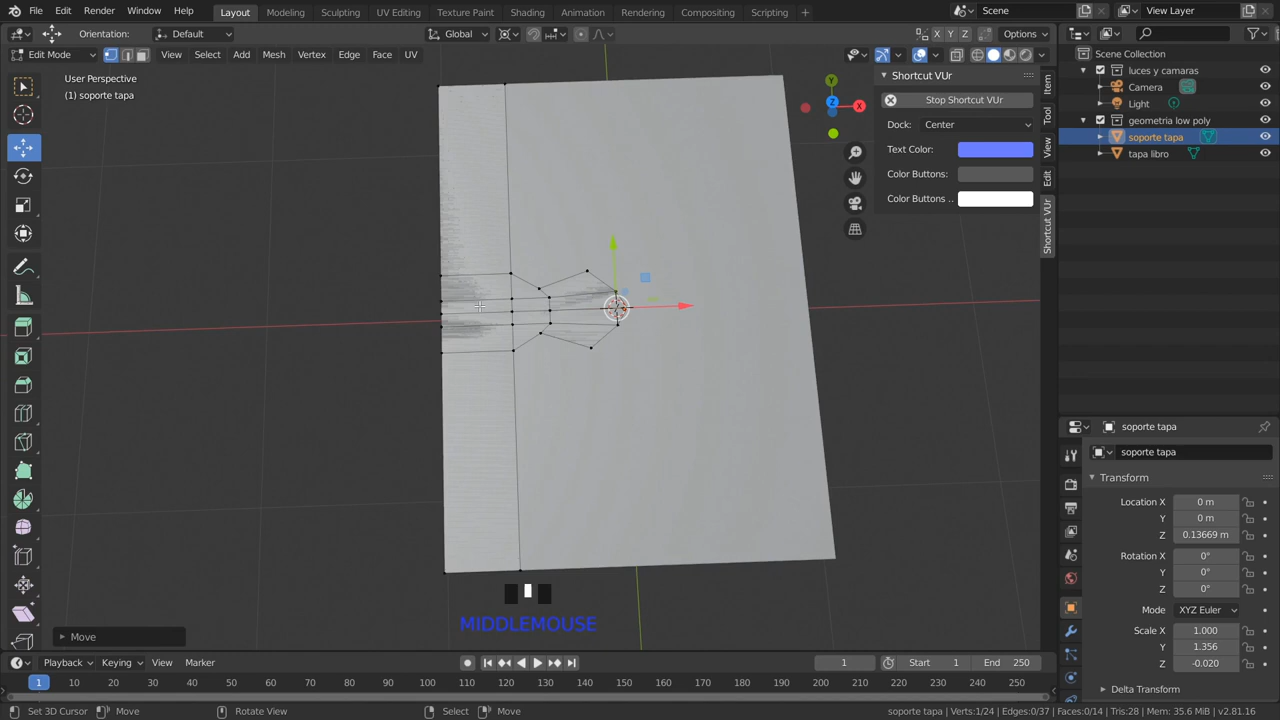 File Edit Render Window Help
Layout Modeling Sculpting UV Editing Texture Paint Shading Animation Rendering Compositing Scripting +
Scene View Layer
Orientation: Default Global X Y Z Options
Edit Mode View Select Add Mesh Vertex Edge Face UV
User Perspective
(1) soporte tapa
Y
X
Z
Shortcut VUr
Stop Shortcut VUr
Dock: Center
Text Color:
Color Buttons:
Color Buttons ..
Item
Tool
View
Edit
Shortcut VUr
Scene Collection
luces y camaras
Camera
Light
geometria low poly
soporte tapa
tapa libro
soporte tapa
soporte tapa
Transform
Location X 0 m
Y 0 m
Z 0.13669 m
Rotation X 0°
Y 0°
Z 0°
Mode XYZ Euler
Scale X 1.000
Y 1.356
Z -0.020
Delta Transform
MIDDLEMOUSE
Move
Playback Keying View Marker 1 Start 1 End 250
1 10 20 30 40 50 60 70 80 90 100 110 120 130 140 150 160 170 180 190 200 210 220 230 240 250
Set 3D Cursor Move Rotate View Select Move soporte tapa | Verts:1/24 | Edges:0/37 | Faces:0/14 | Tris:28 | Mem: 35.6 MiB | v2.81.16